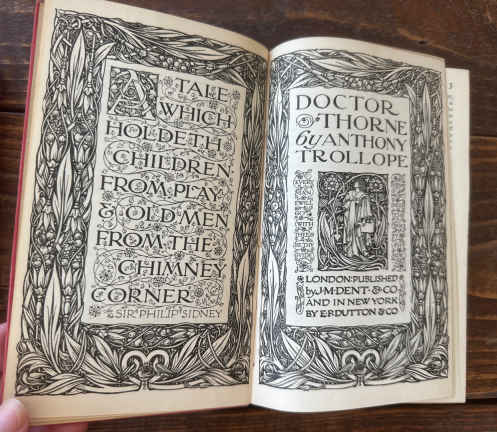 A TALE
WHICH
HOLDETH
CHILDREN
FROM PLAY
& OLD MEN
FROM THE
CHIMNEY
CORNER
SIR PHILIP SIDNEY
DOCTOR
THORNE
by ANTHONY
TROLLOPE
LONDON: PUBLISHED
by J.M. DENT & CO
AND IN NEW YORK
BY E.P. DUTTON & CO